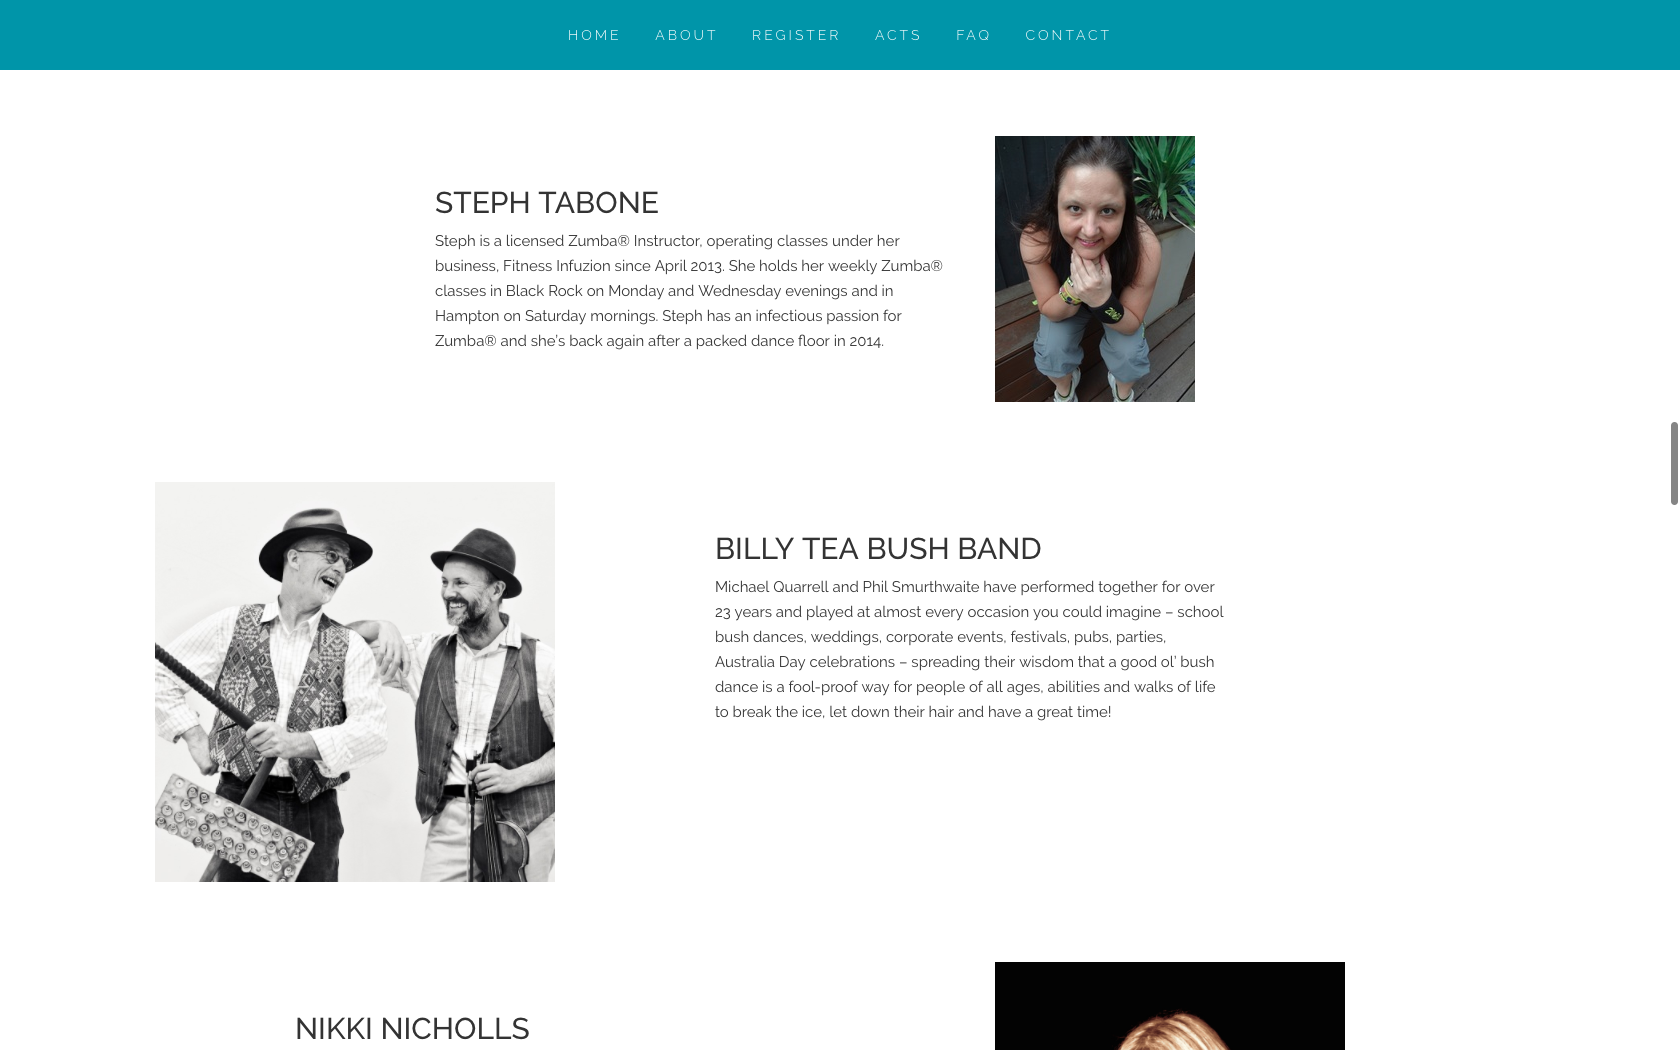 HOME ABOUT REGISTER ACTS FAQ CONTACT
STEPH TABONE
Steph is a licensed Zumba® Instructor, operating classes under her
business, Fitness Infuzion since April 2013. She holds her weekly Zumba®
classes in Black Rock on Monday and Wednesday evenings and in
Hampton on Saturday mornings. Steph has an infectious passion for
Zumba® and she's back again after a packed dance floor in 2014.
BILLY TEA BUSH BAND
Michael Quarrell and Phil Smurthwaite have performed together for over
23 years and played at almost every occasion you could imagine – school
bush dances, weddings, corporate events, festivals, pubs, parties,
Australia Day celebrations – spreading their wisdom that a good ol' bush
dance is a fool-proof way for people of all ages, abilities and walks of life
to break the ice, let down their hair and have a great time!
NIKKI NICHOLLS